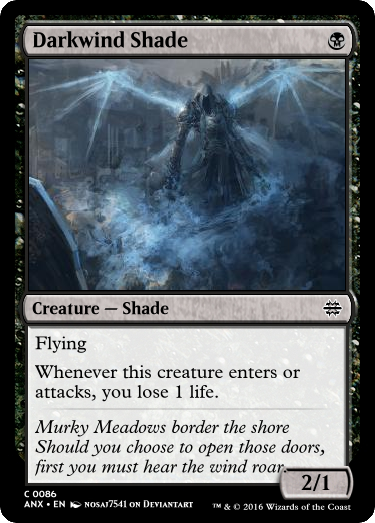 Darkwind Shade
Creature — Shade
Flying
Whenever this creature enters or
attacks, you lose 1 life.
Murky Meadows border the shore
Should you choose to open those doors,
first you must hear the wind roar.
2/1
C 0086
ANX • EN nosa17541 on Deviantart
™ & © 2016 Wizards of the Coast